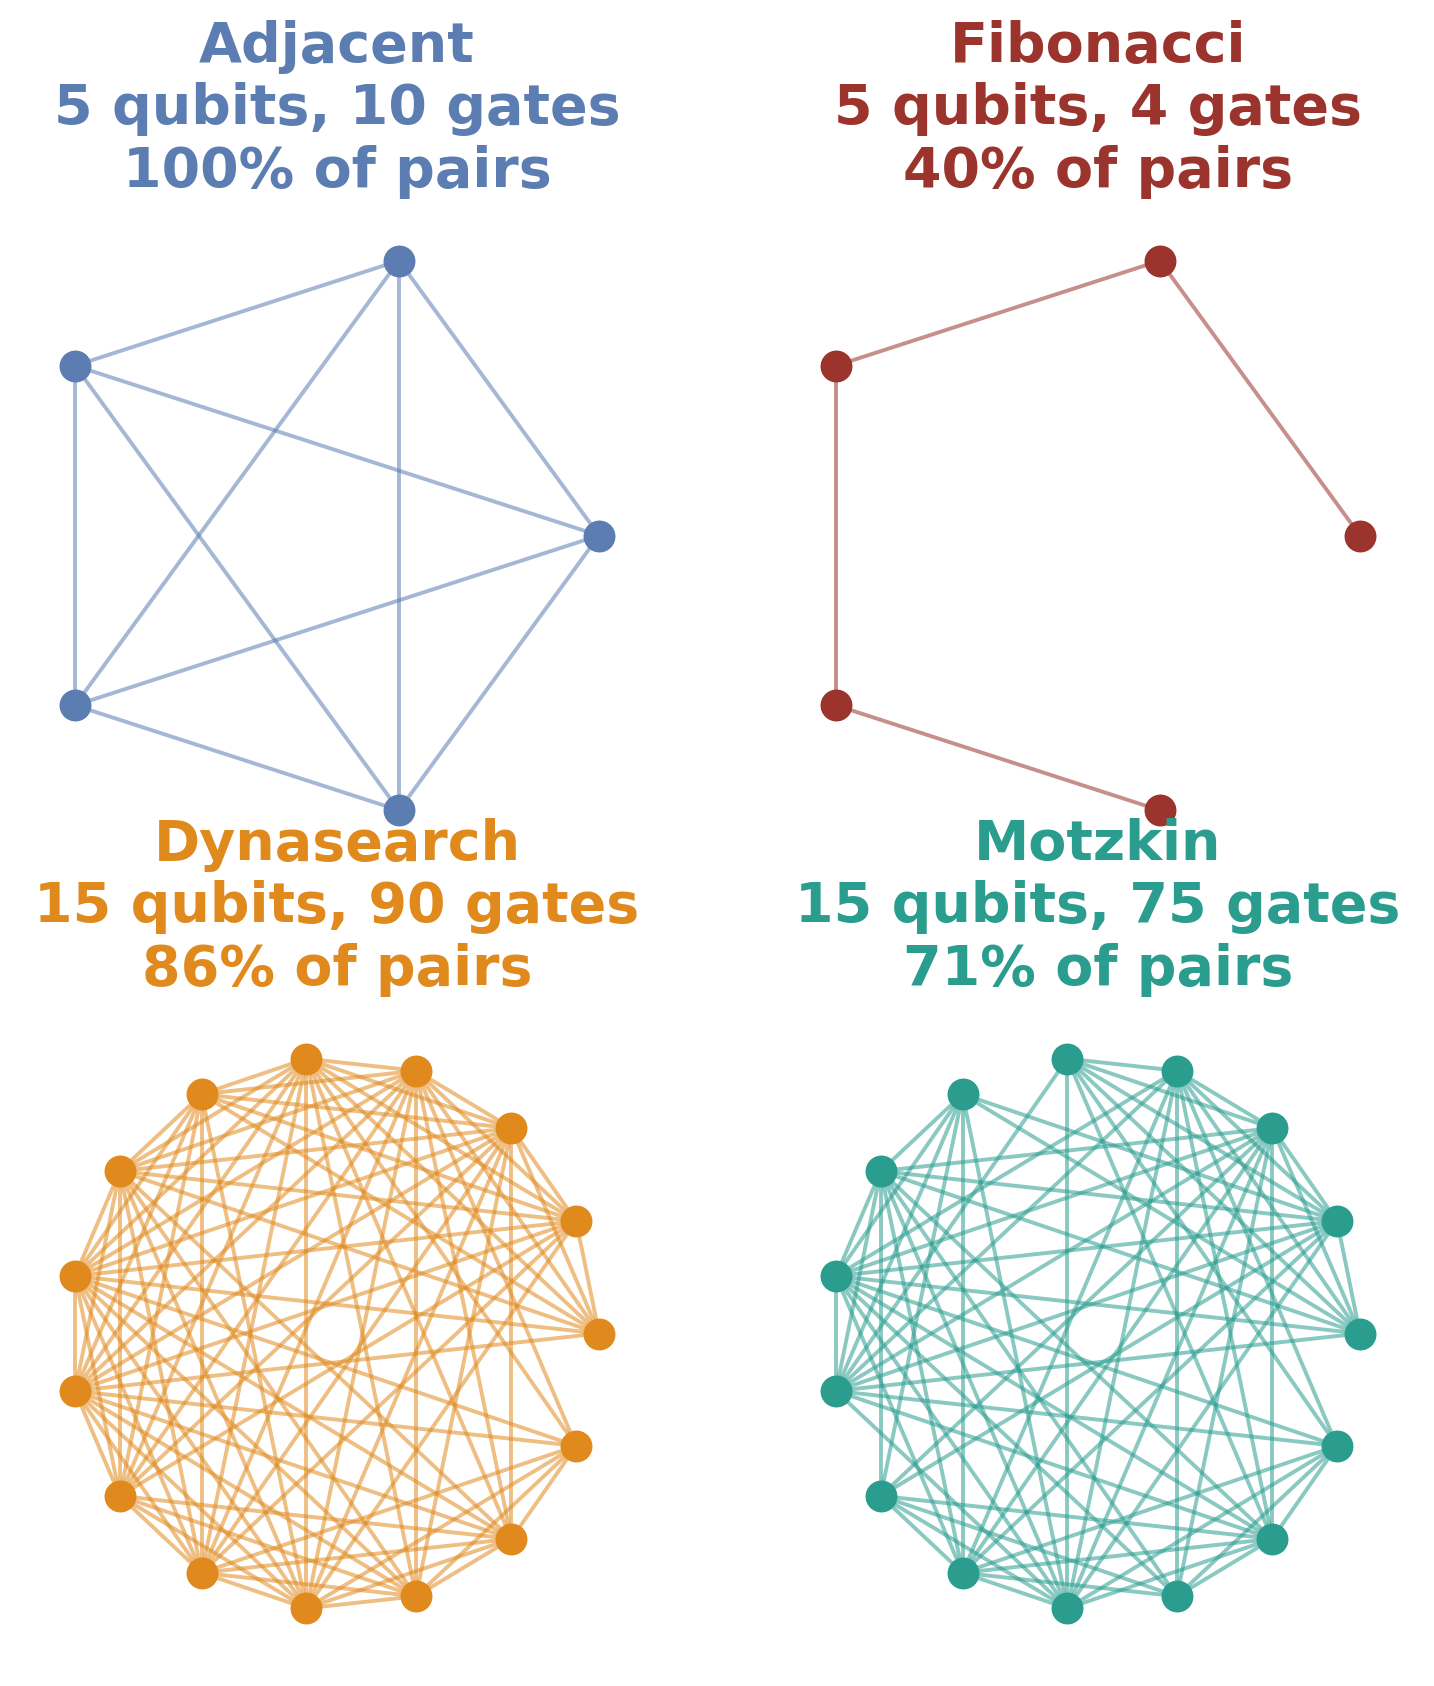 Adjacent
5 qubits, 10 gates
100% of pairs
Fibonacci
5 qubits, 4 gates
40% of pairs
Dynasearch
15 qubits, 90 gates
86% of pairs
Motzkin
15 qubits, 75 gates
71% of pairs